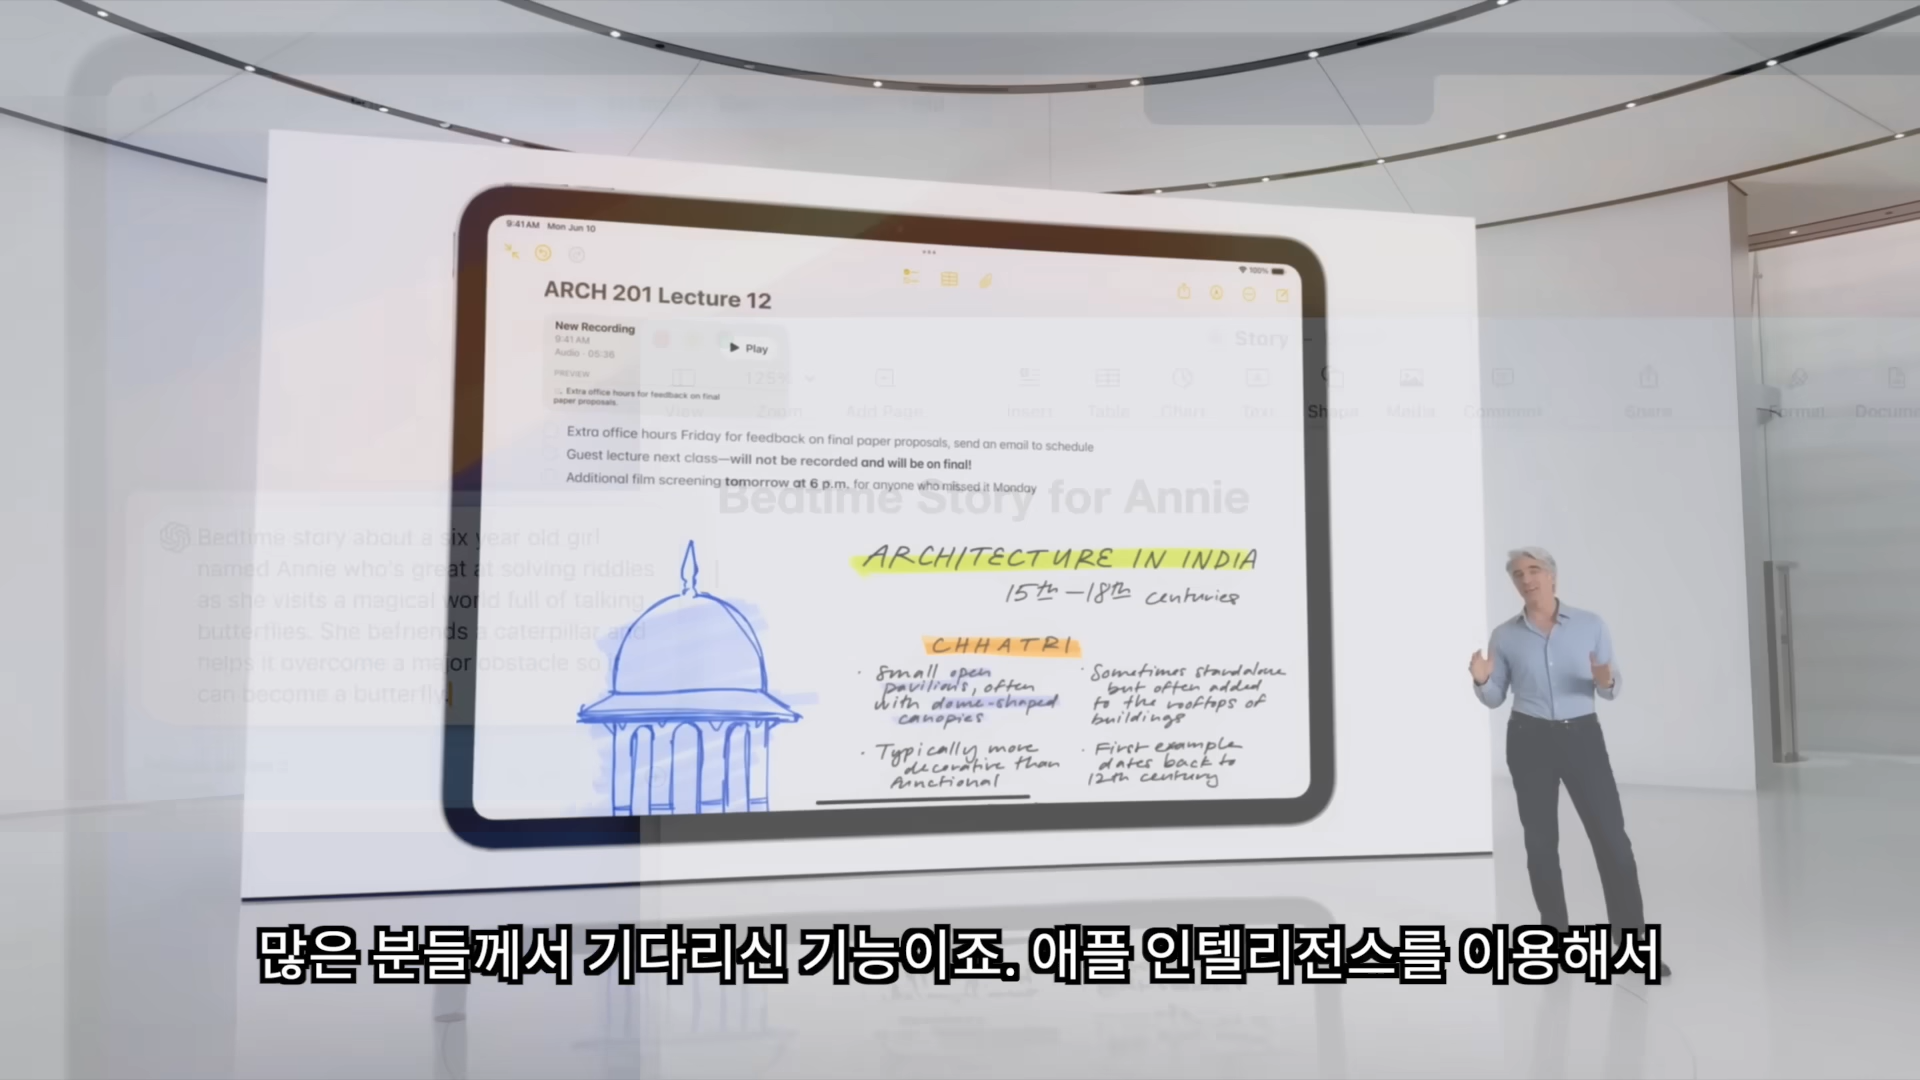 9:41 AM Mon Jun 10
100%
ARCH 201 Lecture 12
New Recording
9:41 AM
Audio · 05:36
Play
PREVIEW
Extra office hours for feedback on final
paper proposals.
Extra office hours Friday for feedback on final paper proposals, send an email to schedule
Guest lecture next class—will not be recorded and will be on final!
Additional film screening tomorrow at 6 p.m. for anyone who missed it Monday
Story
125%
View Zoom Add Page Insert Table Chart Text Shape Media Comment Share Format
Bedtime Story for Annie
Bedtime story about a six year old girl
named Annie who's great at solving riddles
as she visits a magical world full of talking
butterflies. She befriends a caterpillar and
helps it overcome a major obstacle so it
can become a butterfly
ARCHITECTURE IN INDIA
15th – 18th centuries
CHHATRI
· Small open
pavilions, often
with dome-shaped
canopies
· Typically more
decorative than
functional
· Sometimes standalone
but often added
to the rooftops of
buildings
· First example
dates back to
12th century
많은 분들께서 기다리신 기능이죠. 애플 인텔리전스를 이용해서